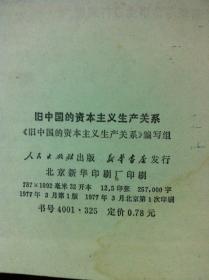 旧中国的资本主义生产关系
《旧中国的资本主义生产关系》编写组
人民出版社出版 新华书店发行
北京新华印刷厂印刷
787×1092毫米32开本 12.5印张 257,000字
1977年3月第1版 1977年3月北京第1次印刷
书号4001·325 定价0.78元